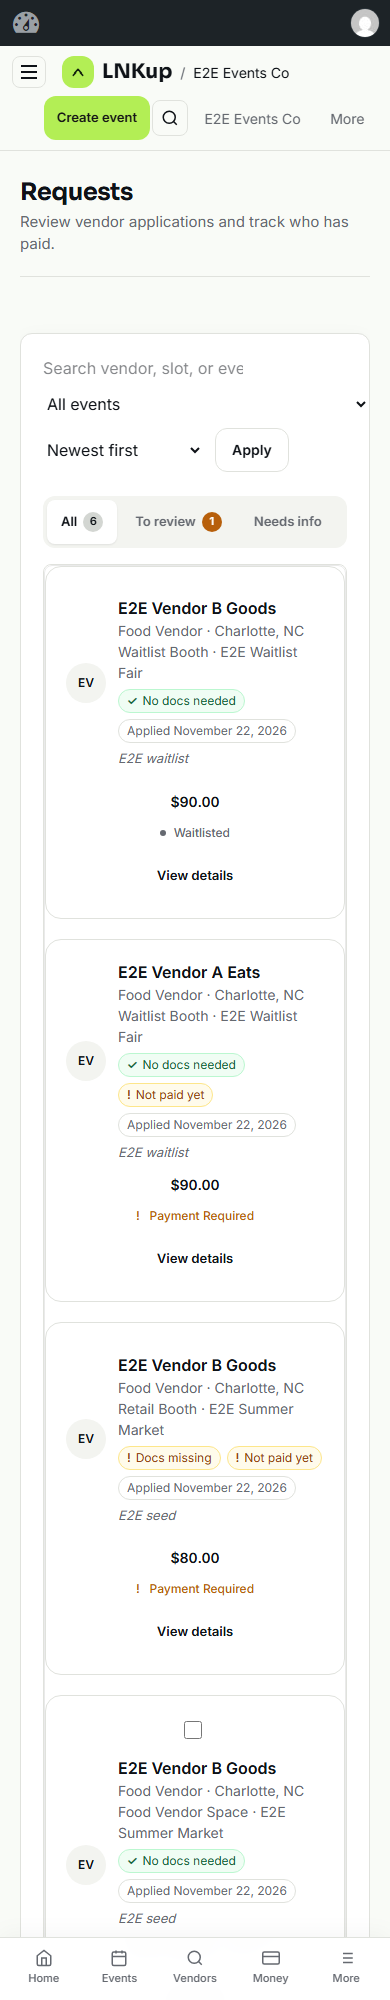 LNKup / E2E Events Co
Create event E2E Events Co More
Requests
Review vendor applications and track who has
paid.
Search vendor, slot, or eve
All events
Newest first Apply
All 6 To review 1 Needs info
E2E Vendor B Goods
Food Vendor · Charlotte, NC
Waitlist Booth · E2E Waitlist
Fair
EV
✓ No docs needed
Applied November 22, 2026
E2E waitlist
$90.00
Waitlisted
View details
E2E Vendor A Eats
Food Vendor · Charlotte, NC
Waitlist Booth · E2E Waitlist
Fair
EV
✓ No docs needed
! Not paid yet
Applied November 22, 2026
E2E waitlist
$90.00
! Payment Required
View details
E2E Vendor B Goods
Food Vendor · Charlotte, NC
Retail Booth · E2E Summer
Market
EV
! Docs missing ! Not paid yet
Applied November 22, 2026
E2E seed
$80.00
! Payment Required
View details
E2E Vendor B Goods
Food Vendor · Charlotte, NC
Food Vendor Space · E2E
Summer Market
EV
✓ No docs needed
Applied November 22, 2026
E2E seed
Home Events Vendors Money More